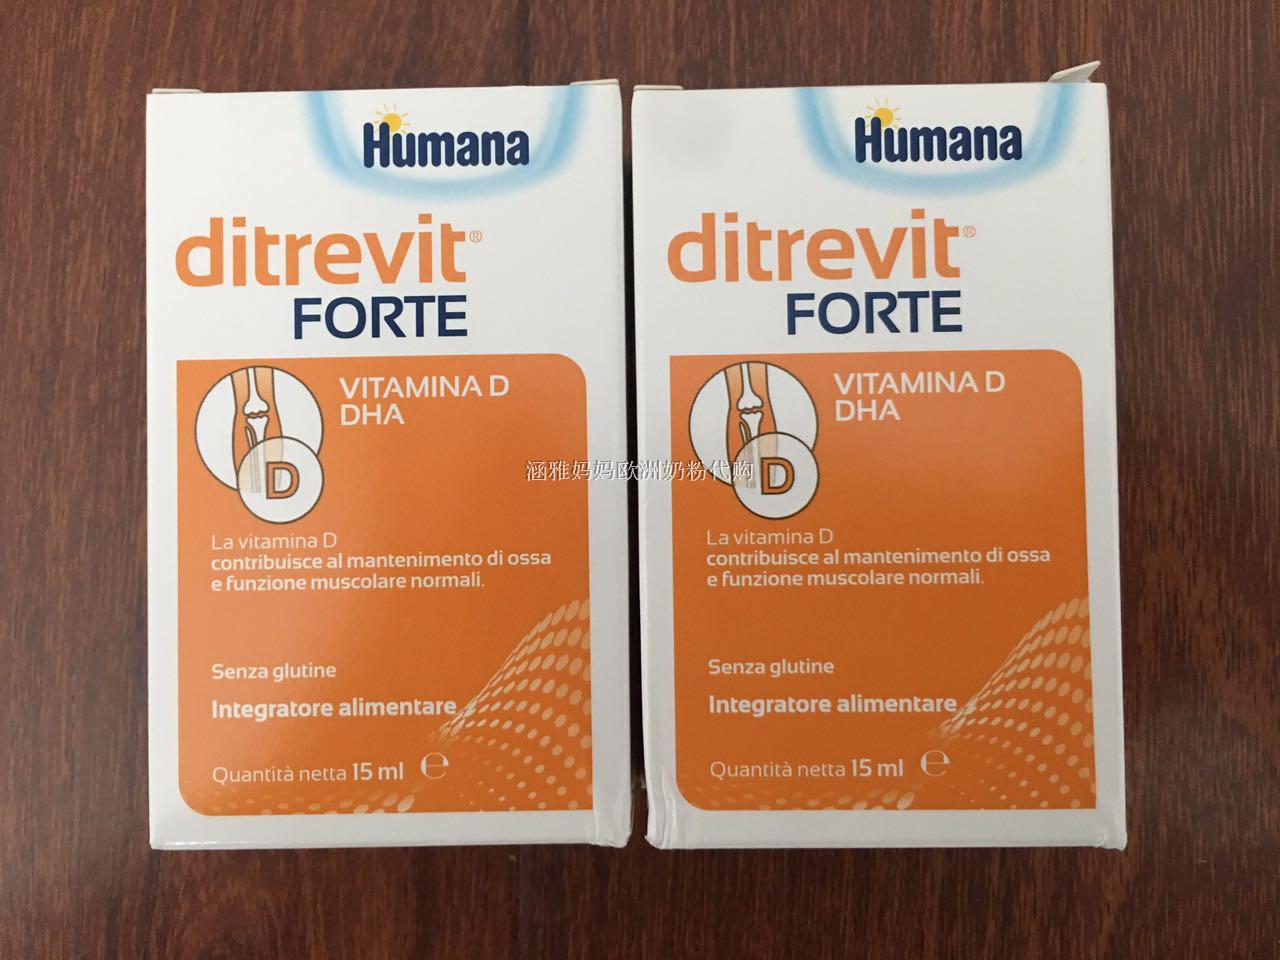 Humana
ditrevit®
FORTE
VITAMINA D
DHA
D
La vitamina D
contribuisce al mantenimento di ossa
e funzione muscolare normali.
Senza glutine
Integratore alimentare
Quantità netta 15 ml ℮
Humana
ditrevit®
FORTE
VITAMINA D
DHA
D
La vitamina D
contribuisce al mantenimento di ossa
e funzione muscolare normali.
Senza glutine
Integratore alimentare
Quantità netta 15 ml ℮
涵雅妈妈欧洲奶粉代购